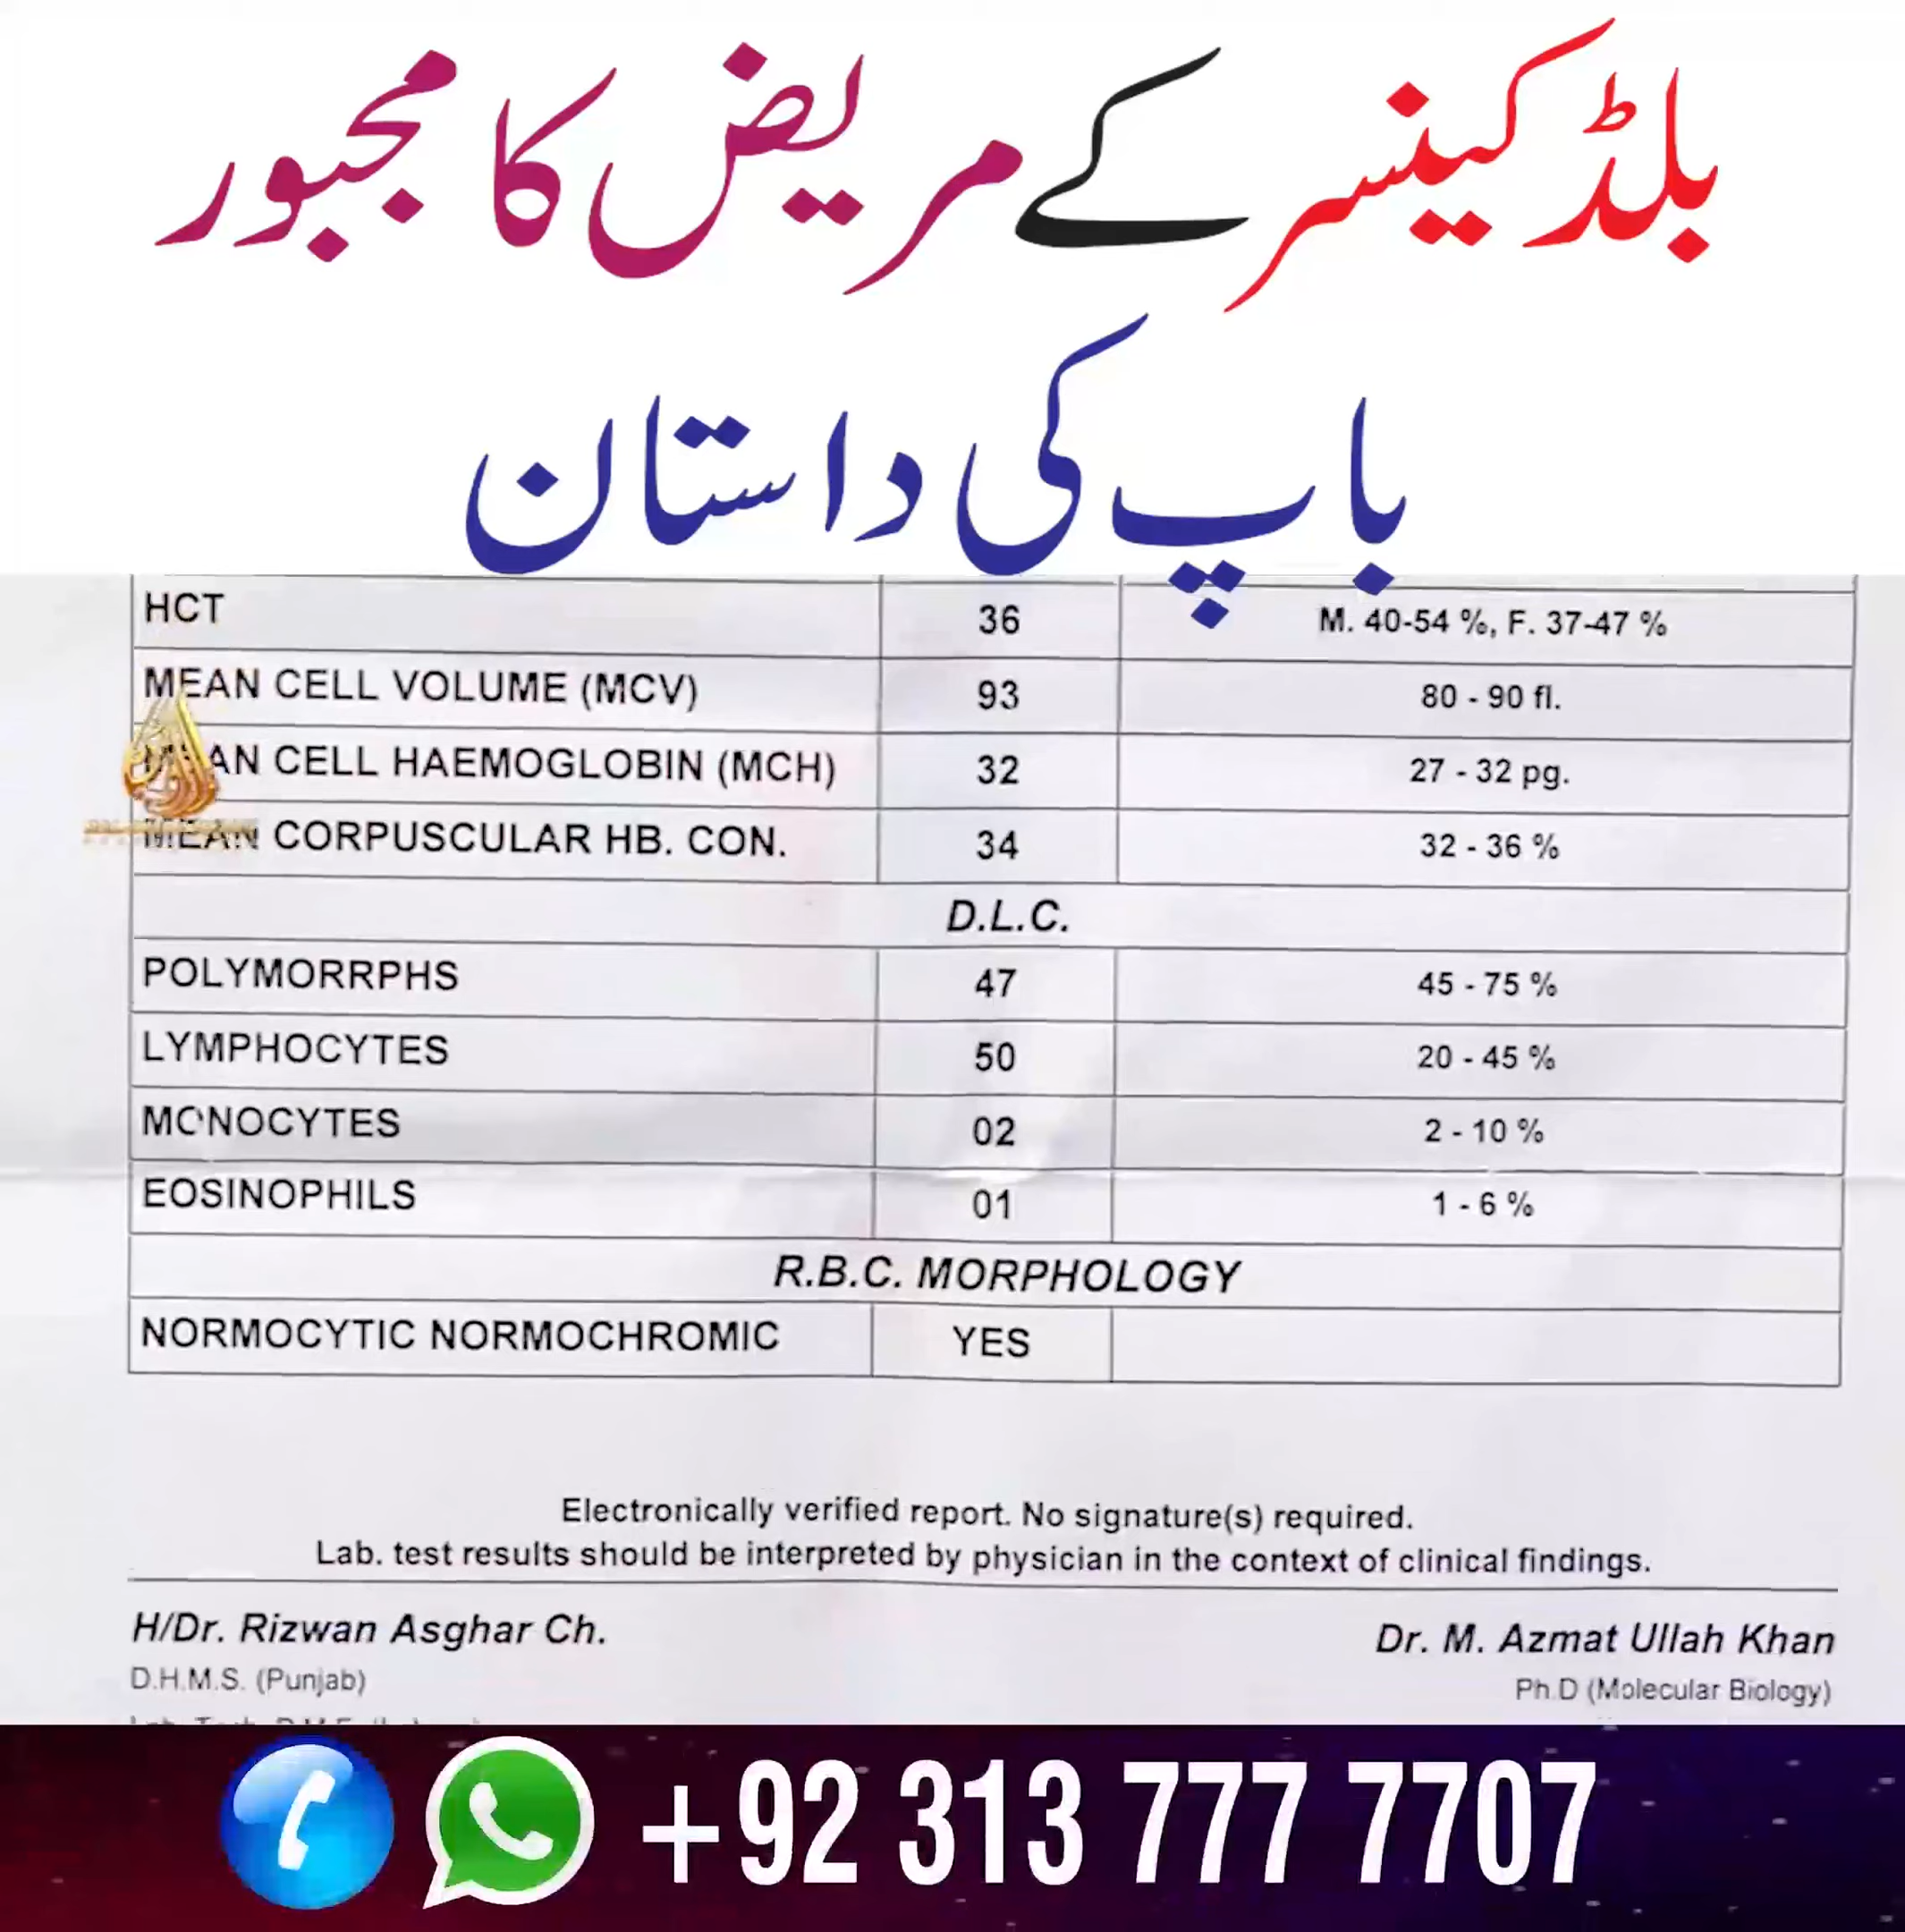 بلڈ کینسر کے مریض کا مجبور
باپ کی داستان
HCT 36 M. 40-54 %, F. 37-47 %
MEAN CELL VOLUME (MCV) 93 80 - 90 fl.
MEAN CELL HAEMOGLOBIN (MCH) 32 27 - 32 pg.
MEAN CORPUSCULAR HB. CON. 34 32 - 36 %
D.L.C.
POLYMORRPHS 47 45 - 75 %
LYMPHOCYTES 50 20 - 45 %
MONOCYTES 02 2 - 10 %
EOSINOPHILS 01 1 - 6 %
R.B.C. MORPHOLOGY
NORMOCYTIC NORMOCHROMIC YES
Electronically verified report. No signature(s) required.
Lab. test results should be interpreted by physician in the context of clinical findings.
H/Dr. Rizwan Asghar Ch. Dr. M. Azmat Ullah Khan
D.H.M.S. (Punjab) Ph.D (Molecular Biology)
+92 313 777 7707